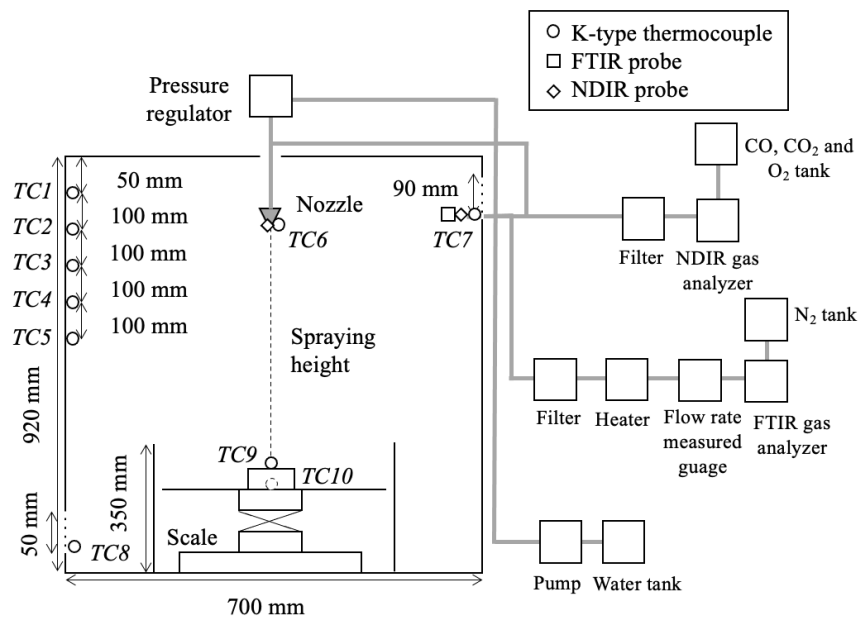 K-type thermocouple
FTIR probe
NDIR probe
Pressure
regulator
CO, CO2 and
O2 tank
TC1
50 mm
90 mm
100 mm
Nozzle
TC2
TC6
TC7
TC3
100 mm
Filter
NDIR gas
analyzer
TC4
100 mm
TC5
100 mm
N2 tank
Spraying
height
920 mm
Filter
Heater
Flow rate
measured
guage
FTIR gas
analyzer
TC9
TC10
350 mm
50 mm
Scale
TC8
Pump
Water tank
700 mm